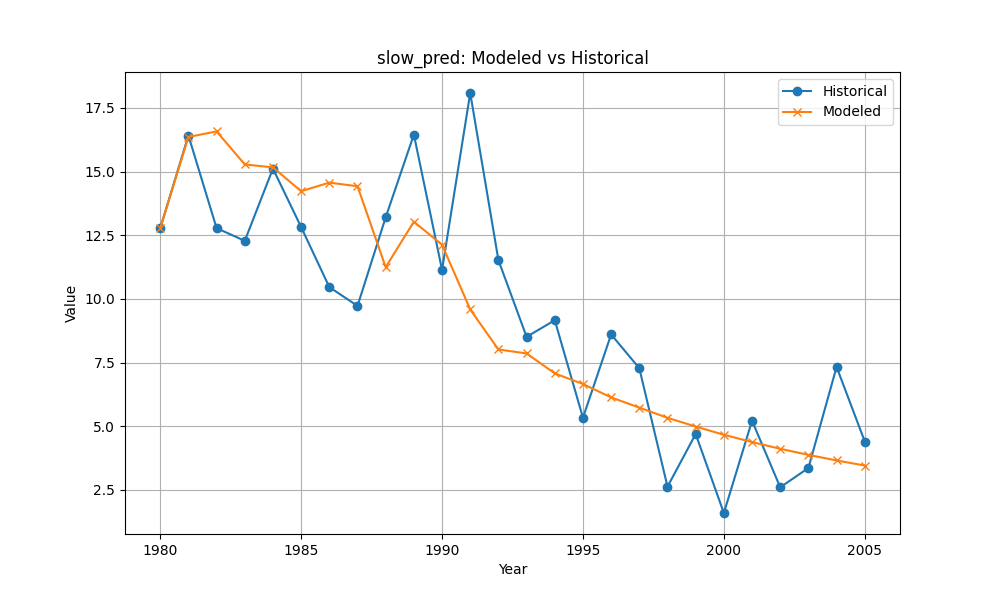 slow_pred: Modeled vs Historical
Historical
Modeled
17.5
15.0
12.5
10.0
7.5
5.0
2.5
Value
1980
1985
1990
1995
2000
2005
Year